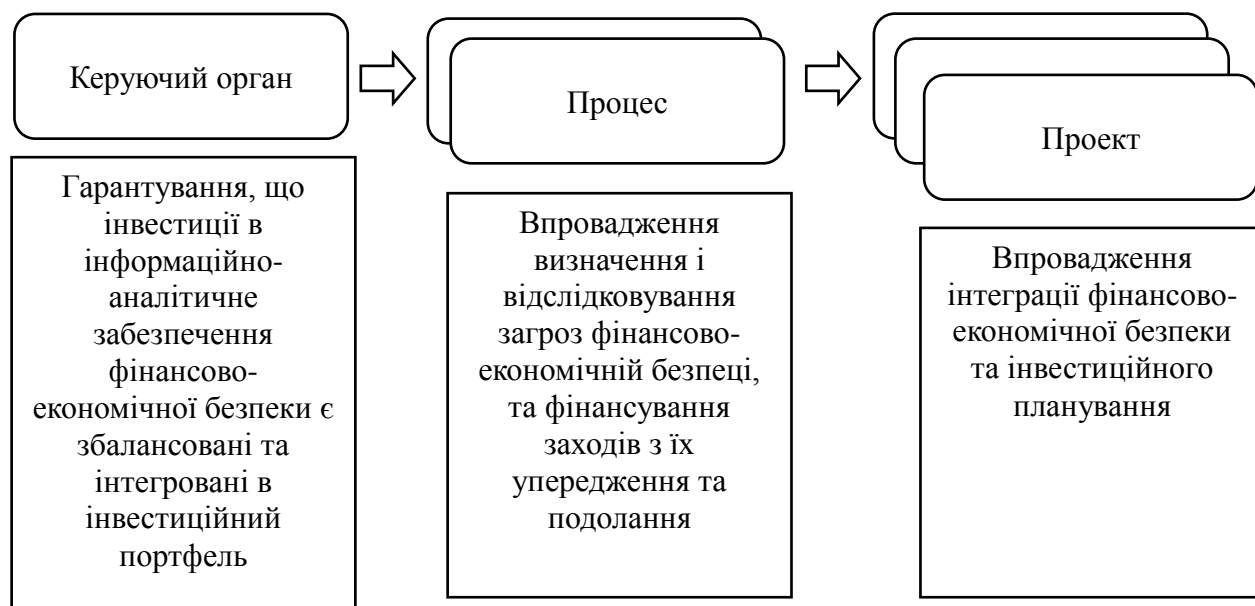 Керуючий орган
Процес
Проект
Гарантування, що
інвестиції в
інформаційно-
аналітичне
забезпечення
фінансово-
економічної безпеки є
збалансовані та
інтегровані в
інвестиційний
портфель
Впровадження
визначення і
відслідковування
загроз фінансово-
економічній безпеці,
та фінансування
заходів з їх
упередження та
подолання
Впровадження
інтеграції фінансово-
економічної безпеки
та інвестиційного
планування